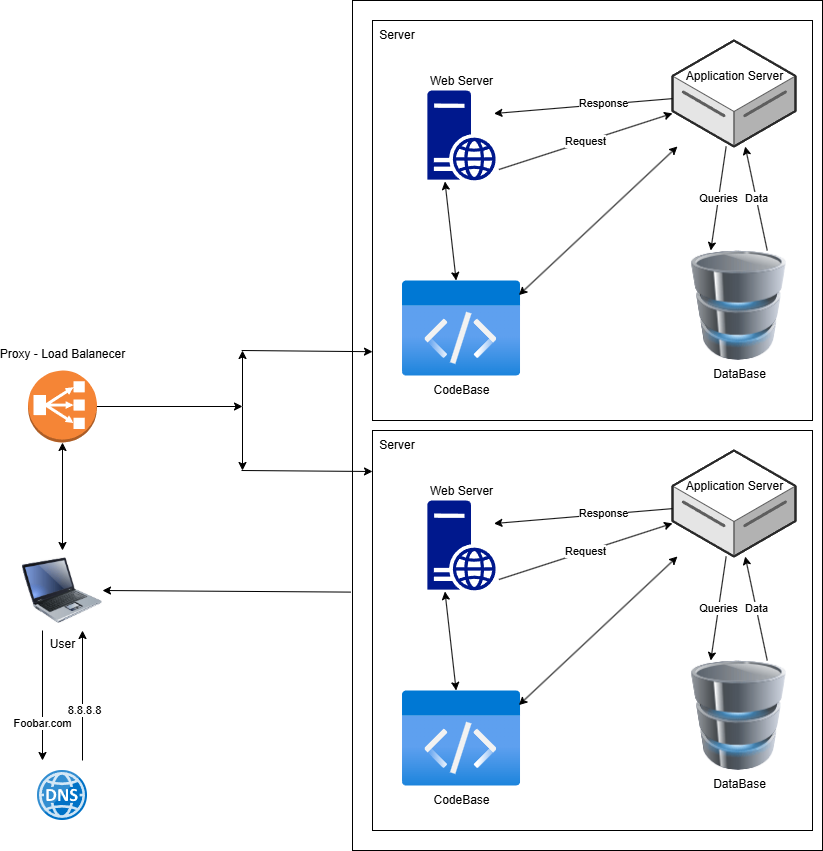 Server
Web Server
Application Server
Response
Request
Queries
Data
CodeBase
DataBase
Proxy - Load Balanecer
Server
Web Server
Application Server
Response
Request
Queries
Data
CodeBase
DataBase
User
Foobar.com
8.8.8.8
DNS